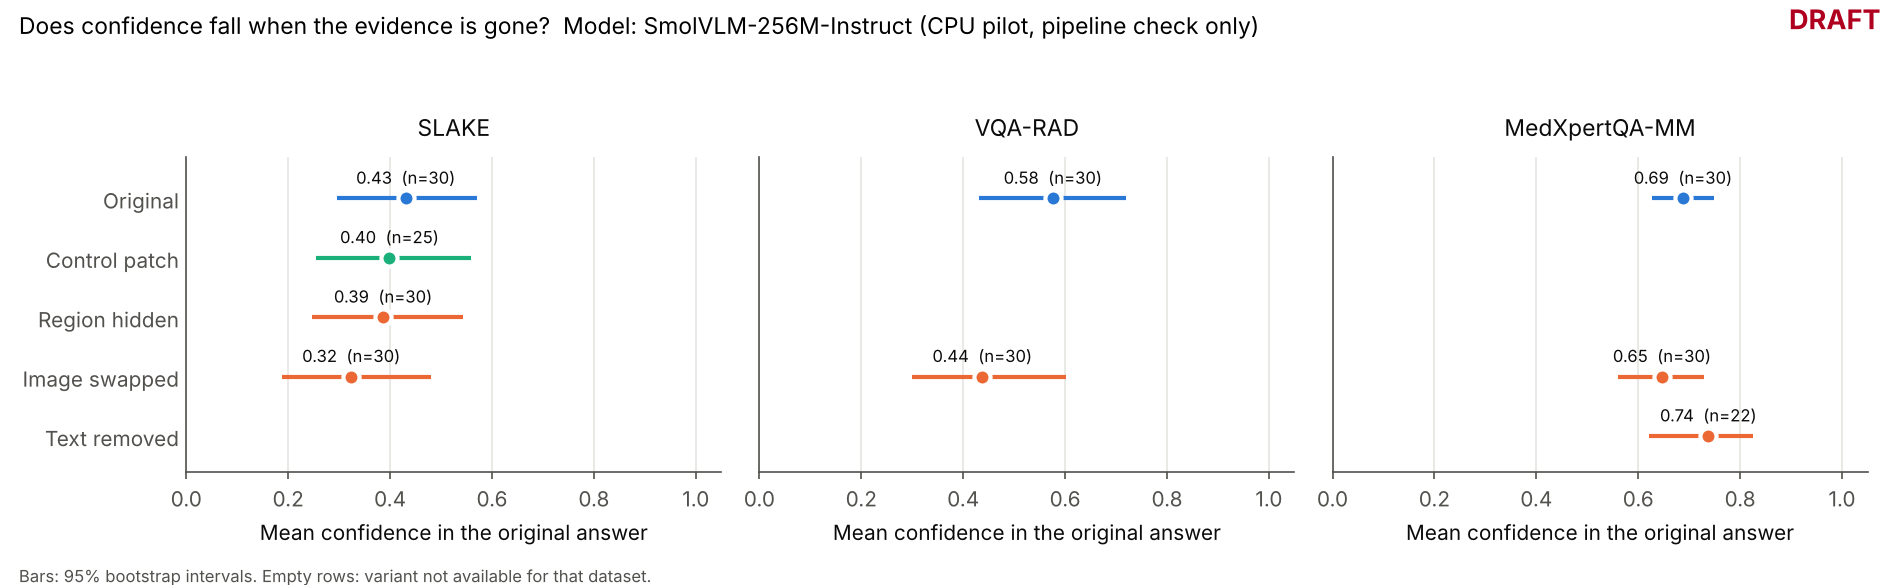 Does confidence fall when the evidence is gone?  Model: SmolVLM-256M-Instruct (CPU pilot, pipeline check only)
DRAFT
SLAKE
VQA-RAD
MedXpertQA-MM
Original
0.43 (n=30)
0.58 (n=30)
0.69 (n=30)
Control patch
0.40 (n=25)
Region hidden
0.39 (n=30)
Image swapped
0.32 (n=30)
0.44 (n=30)
0.65 (n=30)
Text removed
0.74 (n=22)
0.0 0.2 0.4 0.6 0.8 1.0
0.0 0.2 0.4 0.6 0.8 1.0
0.0 0.2 0.4 0.6 0.8 1.0
Mean confidence in the original answer
Mean confidence in the original answer
Mean confidence in the original answer
Bars: 95% bootstrap intervals. Empty rows: variant not available for that dataset.